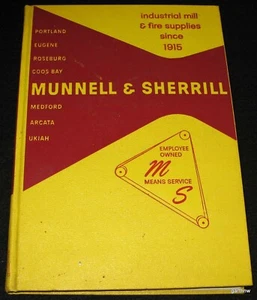 industrial mill
& fire supplies
since
1915
PORTLAND
EUGENE
ROSEBURG
COOS BAY
MUNNELL & SHERRILL
MEDFORD
ARCATA
UKIAH
EMPLOYEE
OWNED
M
MEANS SERVICE
S